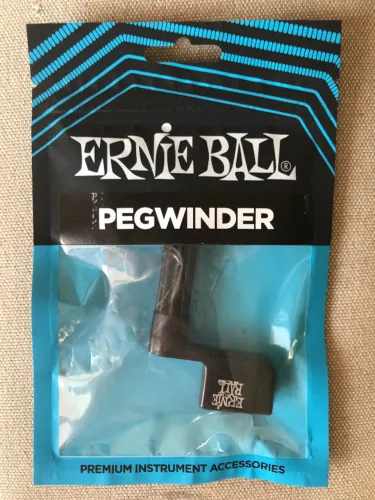 ERNIE BALL®
PEGWINDER
ERNIE
BALL
PREMIUM INSTRUMENT ACCESSORIES